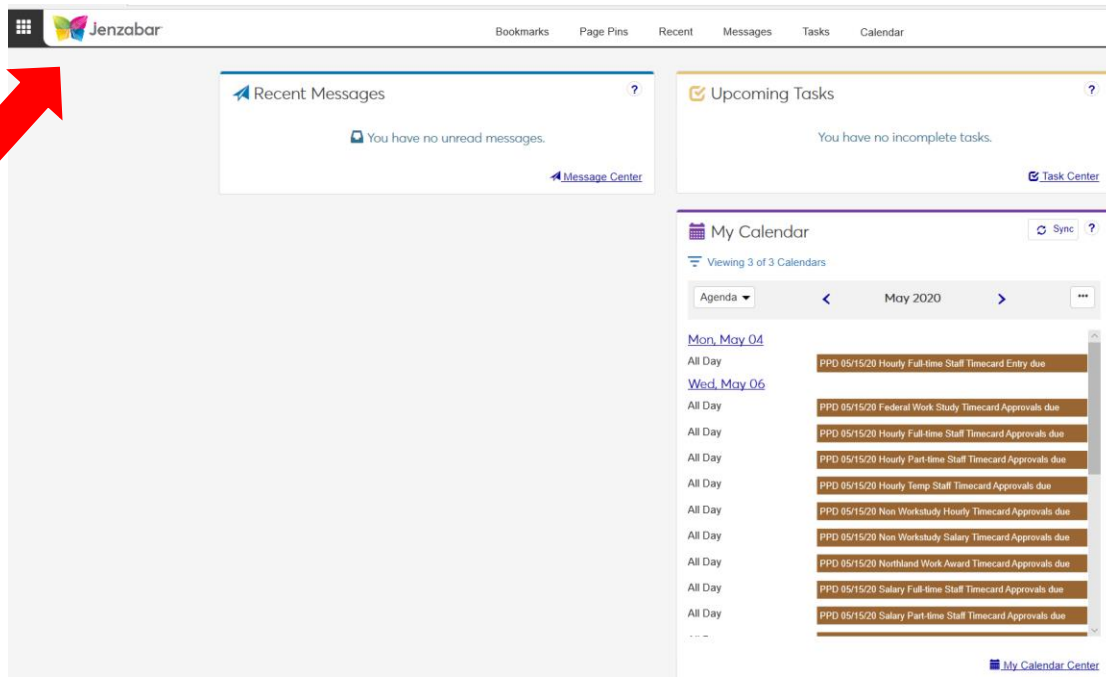 jenzabar
Bookmarks Page Pins Recent Messages Tasks Calendar
Recent Messages ?
You have no unread messages.
Message Center
Upcoming Tasks ?
You have no incomplete tasks.
Task Center
My Calendar Sync ?
Viewing 3 of 3 Calendars
Agenda May 2020 ...
Mon, May 04
All Day PPD 05/15/20 Hourly Full-time Staff Timecard Entry due
Wed, May 06
All Day PPD 05/15/20 Federal Work Study Timecard Approvals due
All Day PPD 05/15/20 Hourly Full-time Staff Timecard Approvals due
All Day PPD 05/15/20 Hourly Part-time Staff Timecard Approvals due
All Day PPD 05/15/20 Hourly Temp Staff Timecard Approvals due
All Day PPD 05/15/20 Non Workstudy Hourly Timecard Approvals due
All Day PPD 05/15/20 Non Workstudy Salary Timecard Approvals due
All Day PPD 05/15/20 Northland Work Award Timecard Approvals due
All Day PPD 05/15/20 Salary Full-time Staff Timecard Approvals due
All Day PPD 05/15/20 Salary Part-time Staff Timecard Approvals due
My Calendar Center